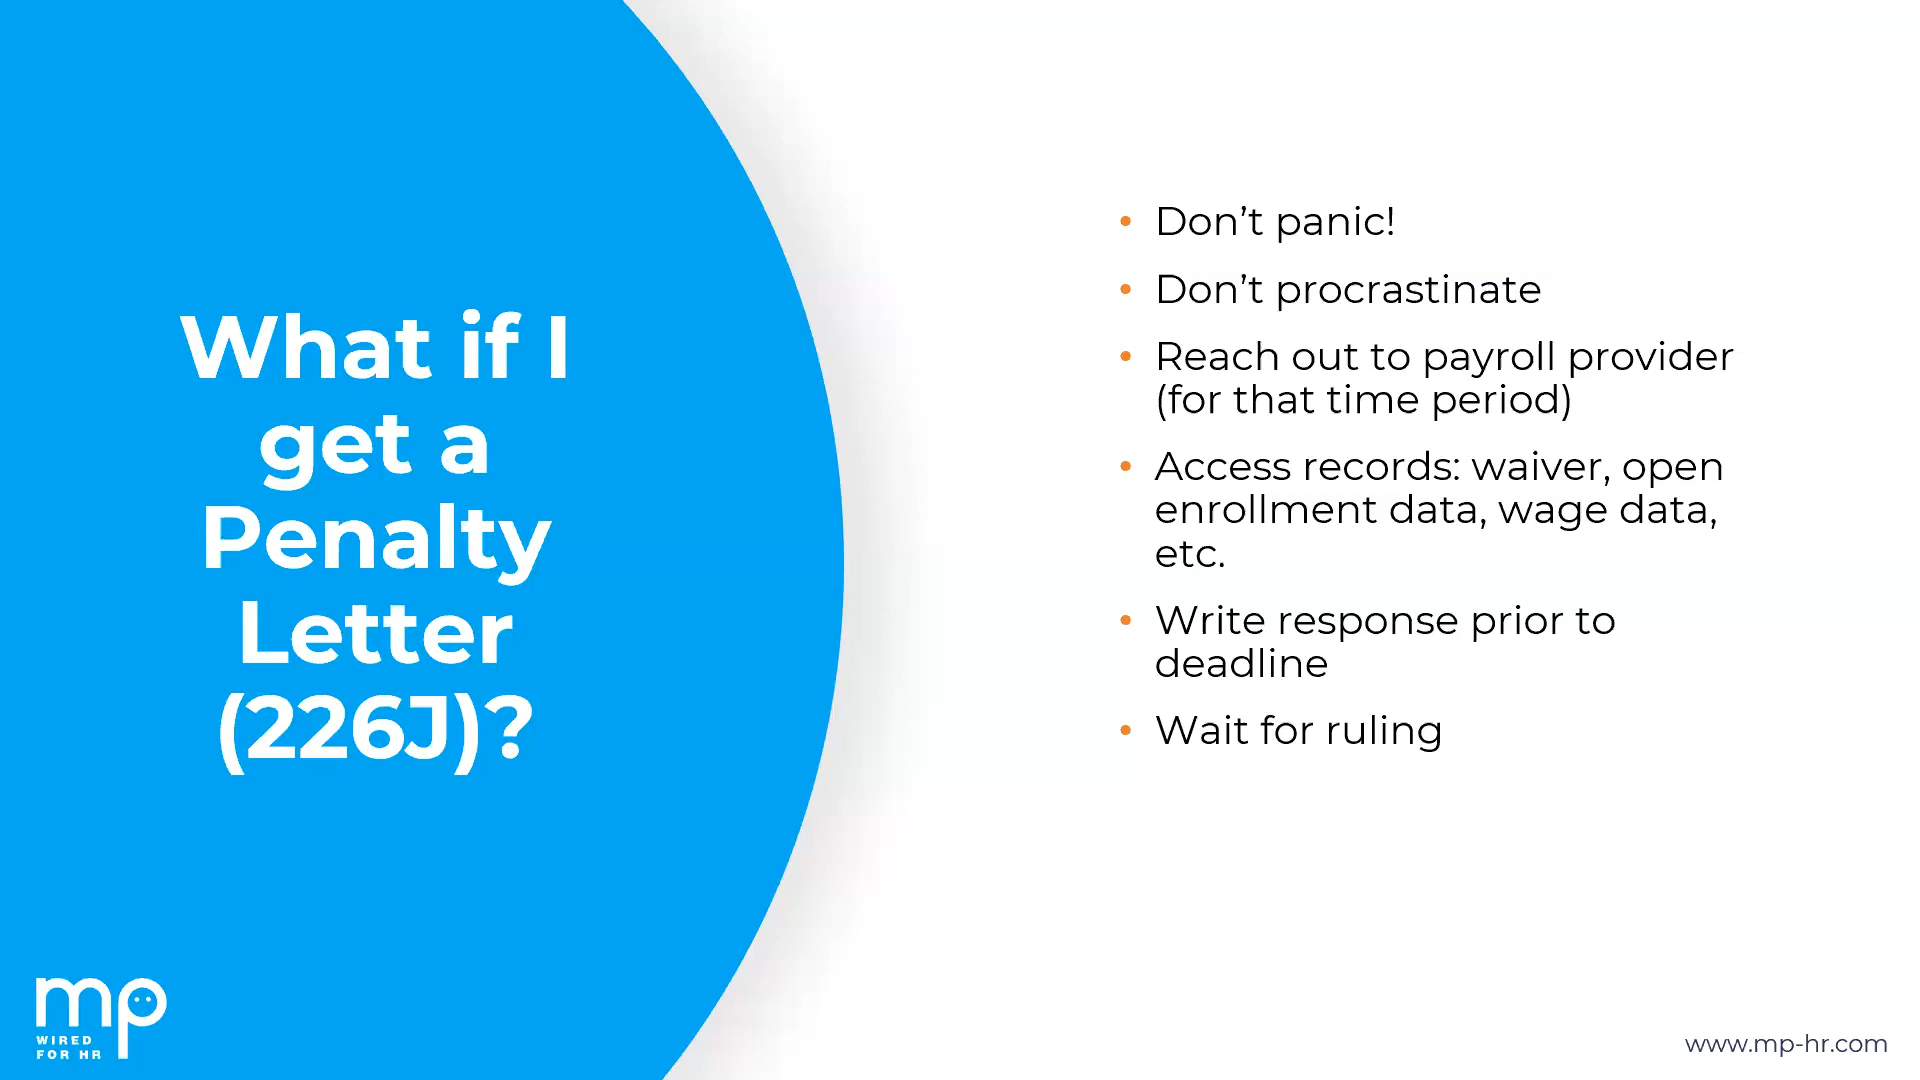 What if I
get a
Penalty
Letter
(226J)?
• Don’t panic!
• Don’t procrastinate
• Reach out to payroll provider
(for that time period)
• Access records: waiver, open
enrollment data, wage data,
etc.
• Write response prior to
deadline
• Wait for ruling
mp
WIRED
FOR HR
www.mp-hr.com